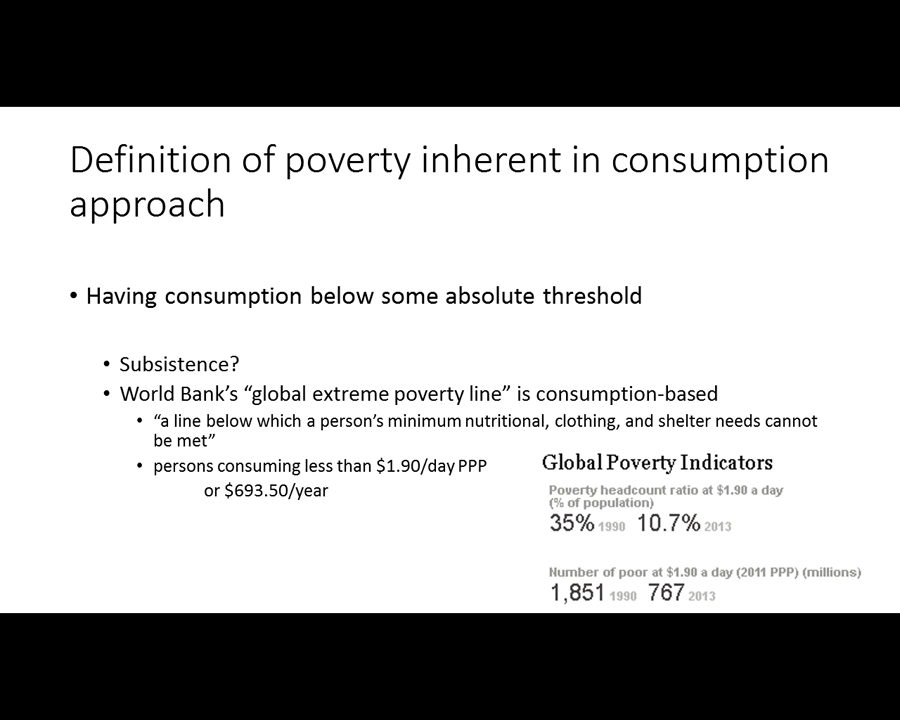 Definition of poverty inherent in consumption
approach
• Having consumption below some absolute threshold
• Subsistence?
• World Bank’s “global extreme poverty line” is consumption-based
• “a line below which a person’s minimum nutritional, clothing, and shelter needs cannot
be met”
• persons consuming less than $1.90/day PPP
or $693.50/year
Global Poverty Indicators
Poverty headcount ratio at $1.90 a day
(% of population)
35% 1990 10.7% 2013
Number of poor at $1.90 a day (2011 PPP) (millions)
1,851 1990 767 2013